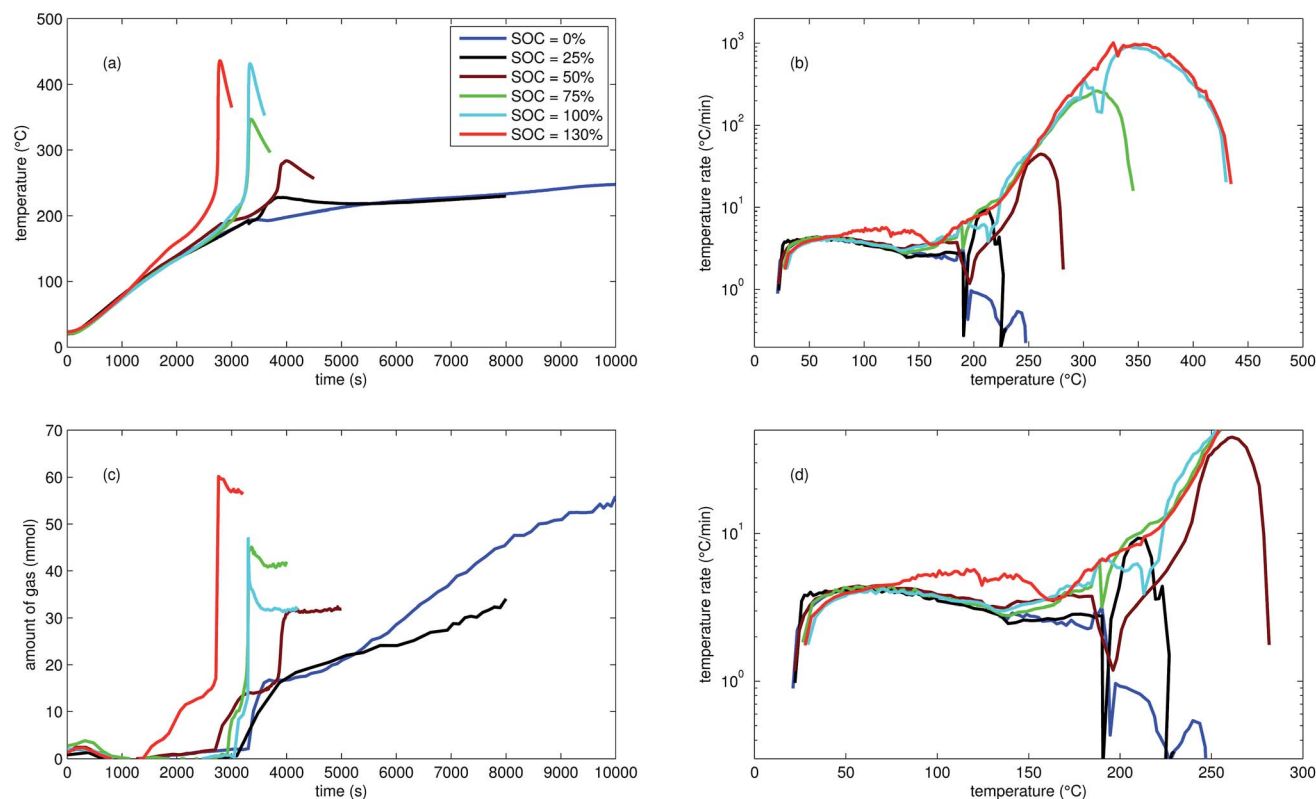 (a)
500
400
300
200
100
0
temperature (°C)
0 1000 2000 3000 4000 5000 6000 7000 8000 9000 10000
time (s)
SOC = 0%
SOC = 25%
SOC = 50%
SOC = 75%
SOC = 100%
SOC = 130%
(b)
10³
10²
10¹
10⁰
temperature rate (°C/min)
0 50 100 150 200 250 300 350 400 450 500
temperature (°C)
(c)
70
60
50
40
30
20
10
0
amount of gas (mmol)
0 1000 2000 3000 4000 5000 6000 7000 8000 9000 10000
time (s)
(d)
10¹
10⁰
temperature rate (°C/min)
0 50 100 150 200 250 300
temperature (°C)